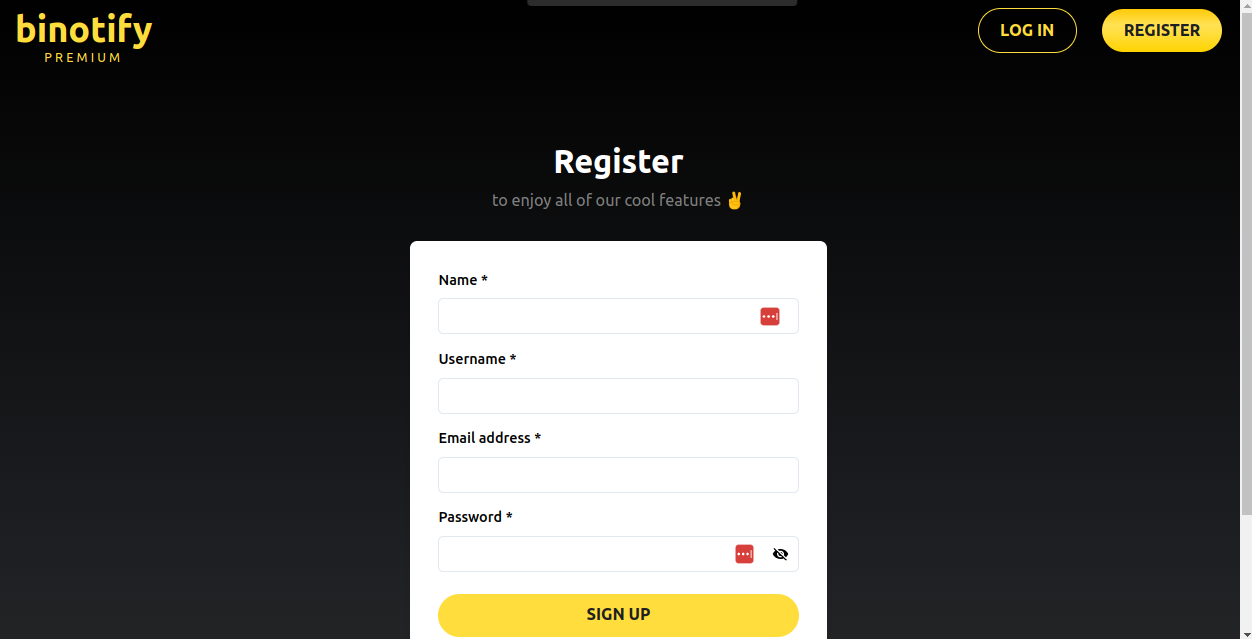 binotify
PREMIUM
LOG IN
REGISTER
Register
to enjoy all of our cool features ✌️
Name *
Username *
Email address *
Password *
SIGN UP